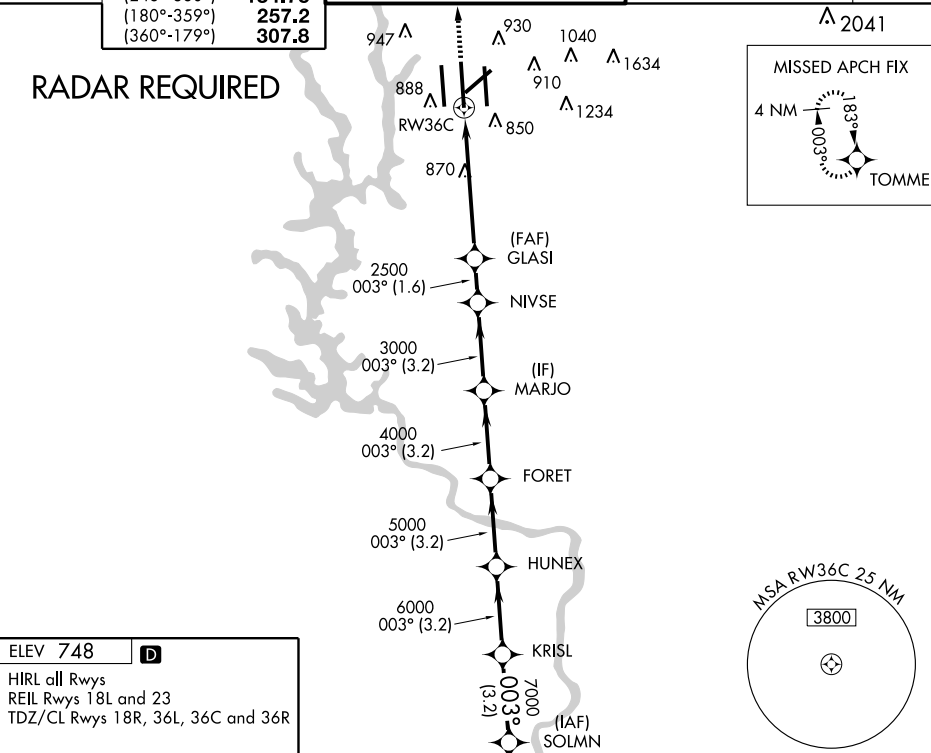 (180°-359°) 257.2
(360°-179°) 307.8
RADAR REQUIRED
947
930
1040
1634
910
888
1234
RW36C
850
870
2041
MISSED APCH FIX
4 NM
183°
003°
TOMME
(FAF)
GLASI
2500
003° (1.6)
NIVSE
3000
003° (3.2)
(IF)
MARJO
4000
003° (3.2)
FORET
5000
003° (3.2)
HUNEX
6000
003° (3.2)
KRISL
7000
003°
(3.2)
(IAF)
SOLMN
MSA RW36C 25 NM
3800
ELEV 748 D
HIRL all Rwys
REIL Rwys 18L and 23
TDZ/CL Rwys 18R, 36L, 36C and 36R